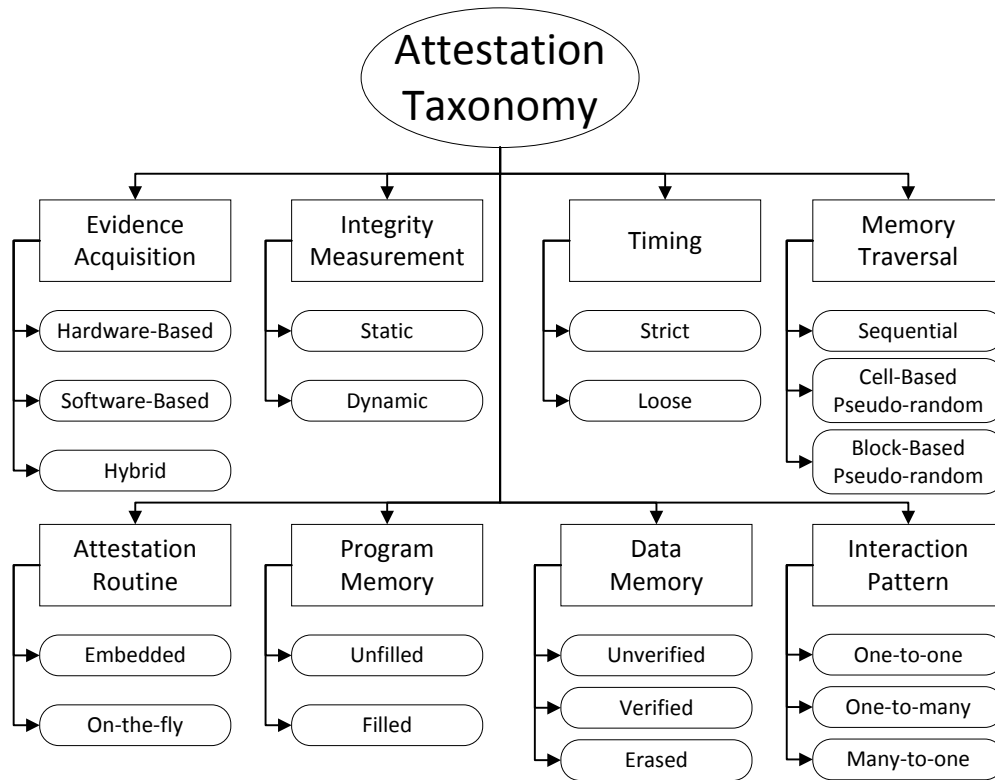 Attestation
Taxonomy
Evidence
Acquisition
Hardware-Based
Software-Based
Hybrid
Integrity
Measurement
Static
Dynamic
Timing
Strict
Loose
Memory
Traversal
Sequential
Cell-Based
Pseudo-random
Block-Based
Pseudo-random
Attestation
Routine
Embedded
On-the-fly
Program
Memory
Unfilled
Filled
Data
Memory
Unverified
Verified
Erased
Interaction
Pattern
One-to-one
One-to-many
Many-to-one